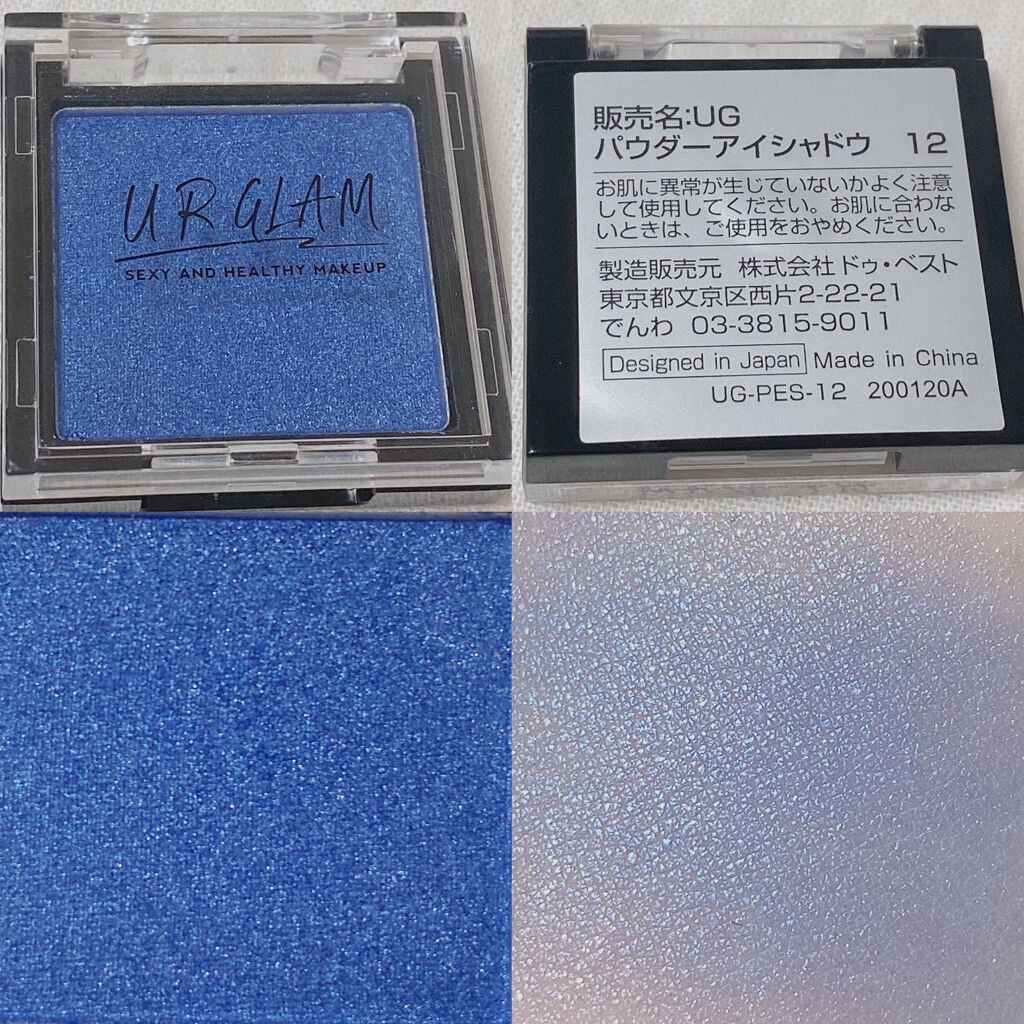 UR GLAM
SEXY AND HEALTHY MAKEUP
販売名:UG
パウダーアイシャドウ 12
お肌に異常が生じていないかよく注意
して使用してください。お肌に合わな
いときは、ご使用をおやめください。
製造販売元 株式会社ドゥ・ベスト
東京都文京区西片2-22-21
でんわ 03-3815-9011
Designed in Japan Made in China
UG-PES-12 200120A